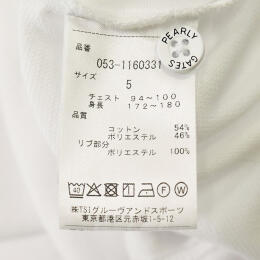 PEARLY
GATES
品番
053-1160331
サイズ
5
チェスト 94~100
身長 172~180
品質
コットン 54%
ポリエステル 46%
リブ部分
ポリエステル 100%
40 P W
㈱TSIグルーヴアンドスポーツ
東京都港区元赤坂1-5-12